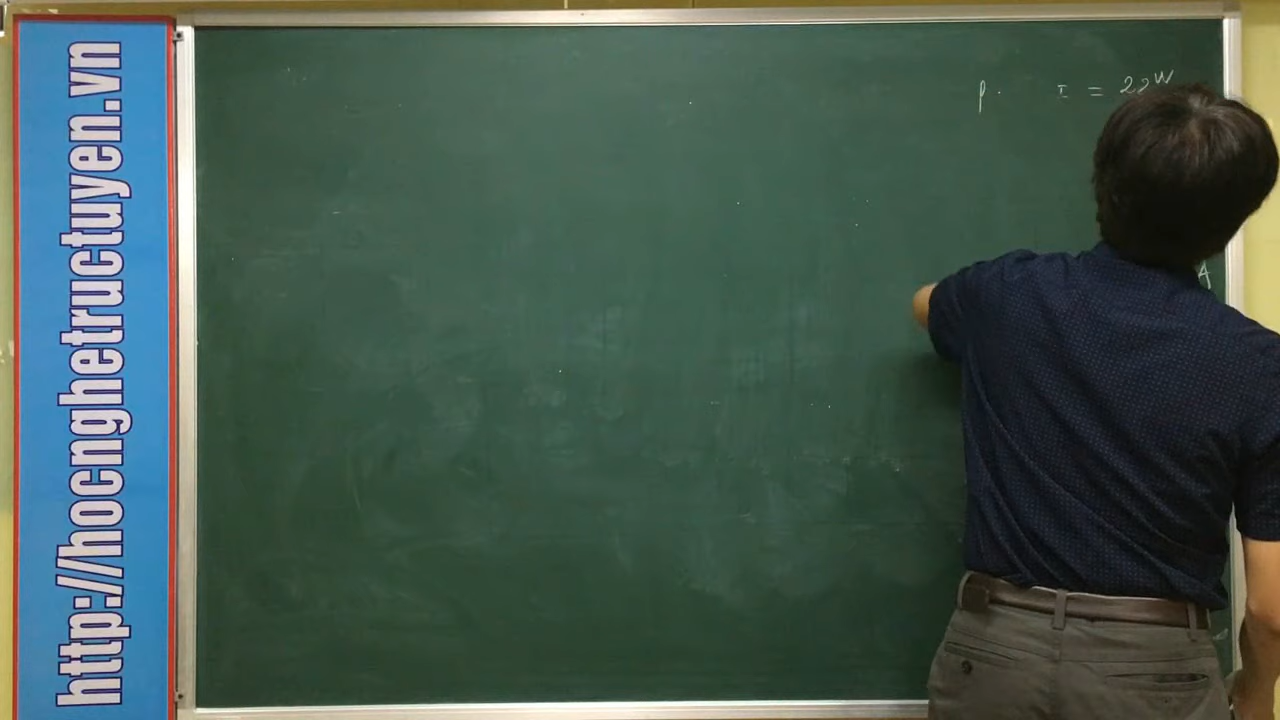 http://hocnghetructuyen.vn
P. I = 22W
A